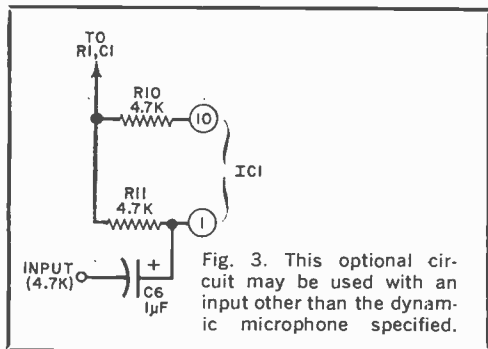 TO
R1,C1
R10
4.7K
10
IC1
R11
4.7K
1
INPUT
(4.7K)
+
C6
1µF
Fig. 3. This optional cir-
cuit may be used with an
input other than the dynam-
ic microphone specified.